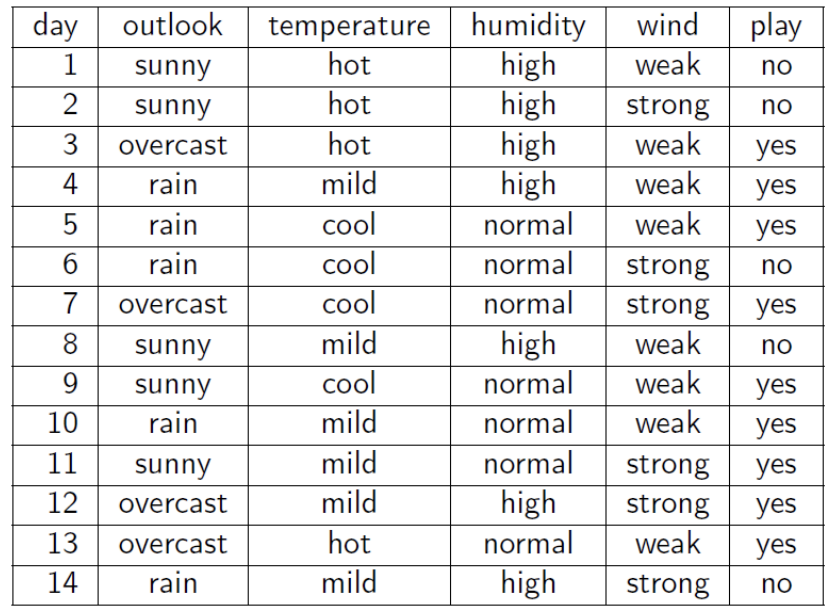 day outlook temperature humidity wind play
1 sunny hot high weak no
2 sunny hot high strong no
3 overcast hot high weak yes
4 rain mild high weak yes
5 rain cool normal weak yes
6 rain cool normal strong no
7 overcast cool normal strong yes
8 sunny mild high weak no
9 sunny cool normal weak yes
10 rain mild normal weak yes
11 sunny mild normal strong yes
12 overcast mild high strong yes
13 overcast hot normal weak yes
14 rain mild high strong no